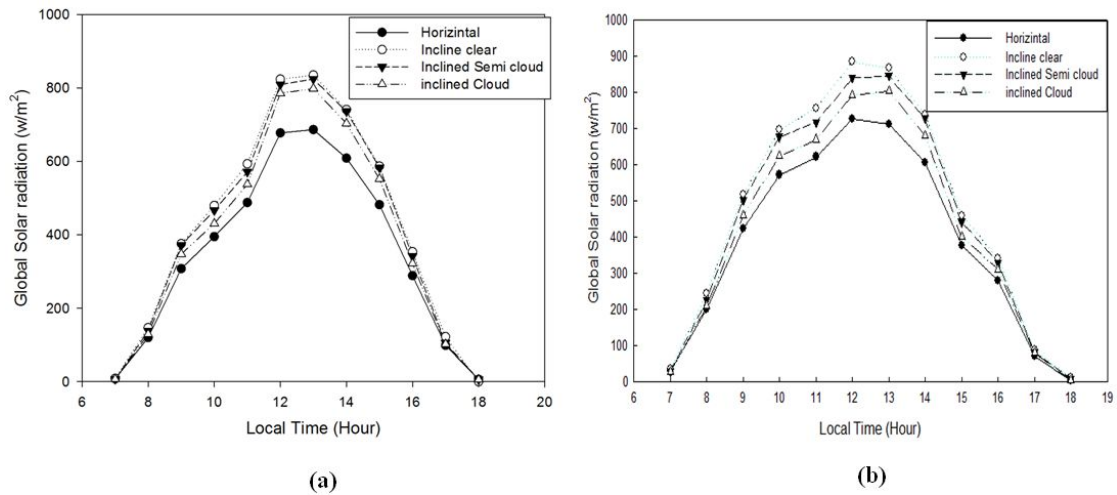 1000
800
600
400
200
0
Global Solar radiation (w/m2)
Horizintal
Incline clear
Inclined Semi cloud
inclined Cloud
6 8 10 12 14 16 18 20
Local Time (Hour)
(a)
1000
900
800
700
600
500
400
300
200
100
0
Global Solar radiation (w/m2)
Horizintal
Incline clear
Inclined Semi cloud
inclined Cloud
6 7 8 9 10 11 12 13 14 15 16 17 18 19
Local Time (Hour)
(b)